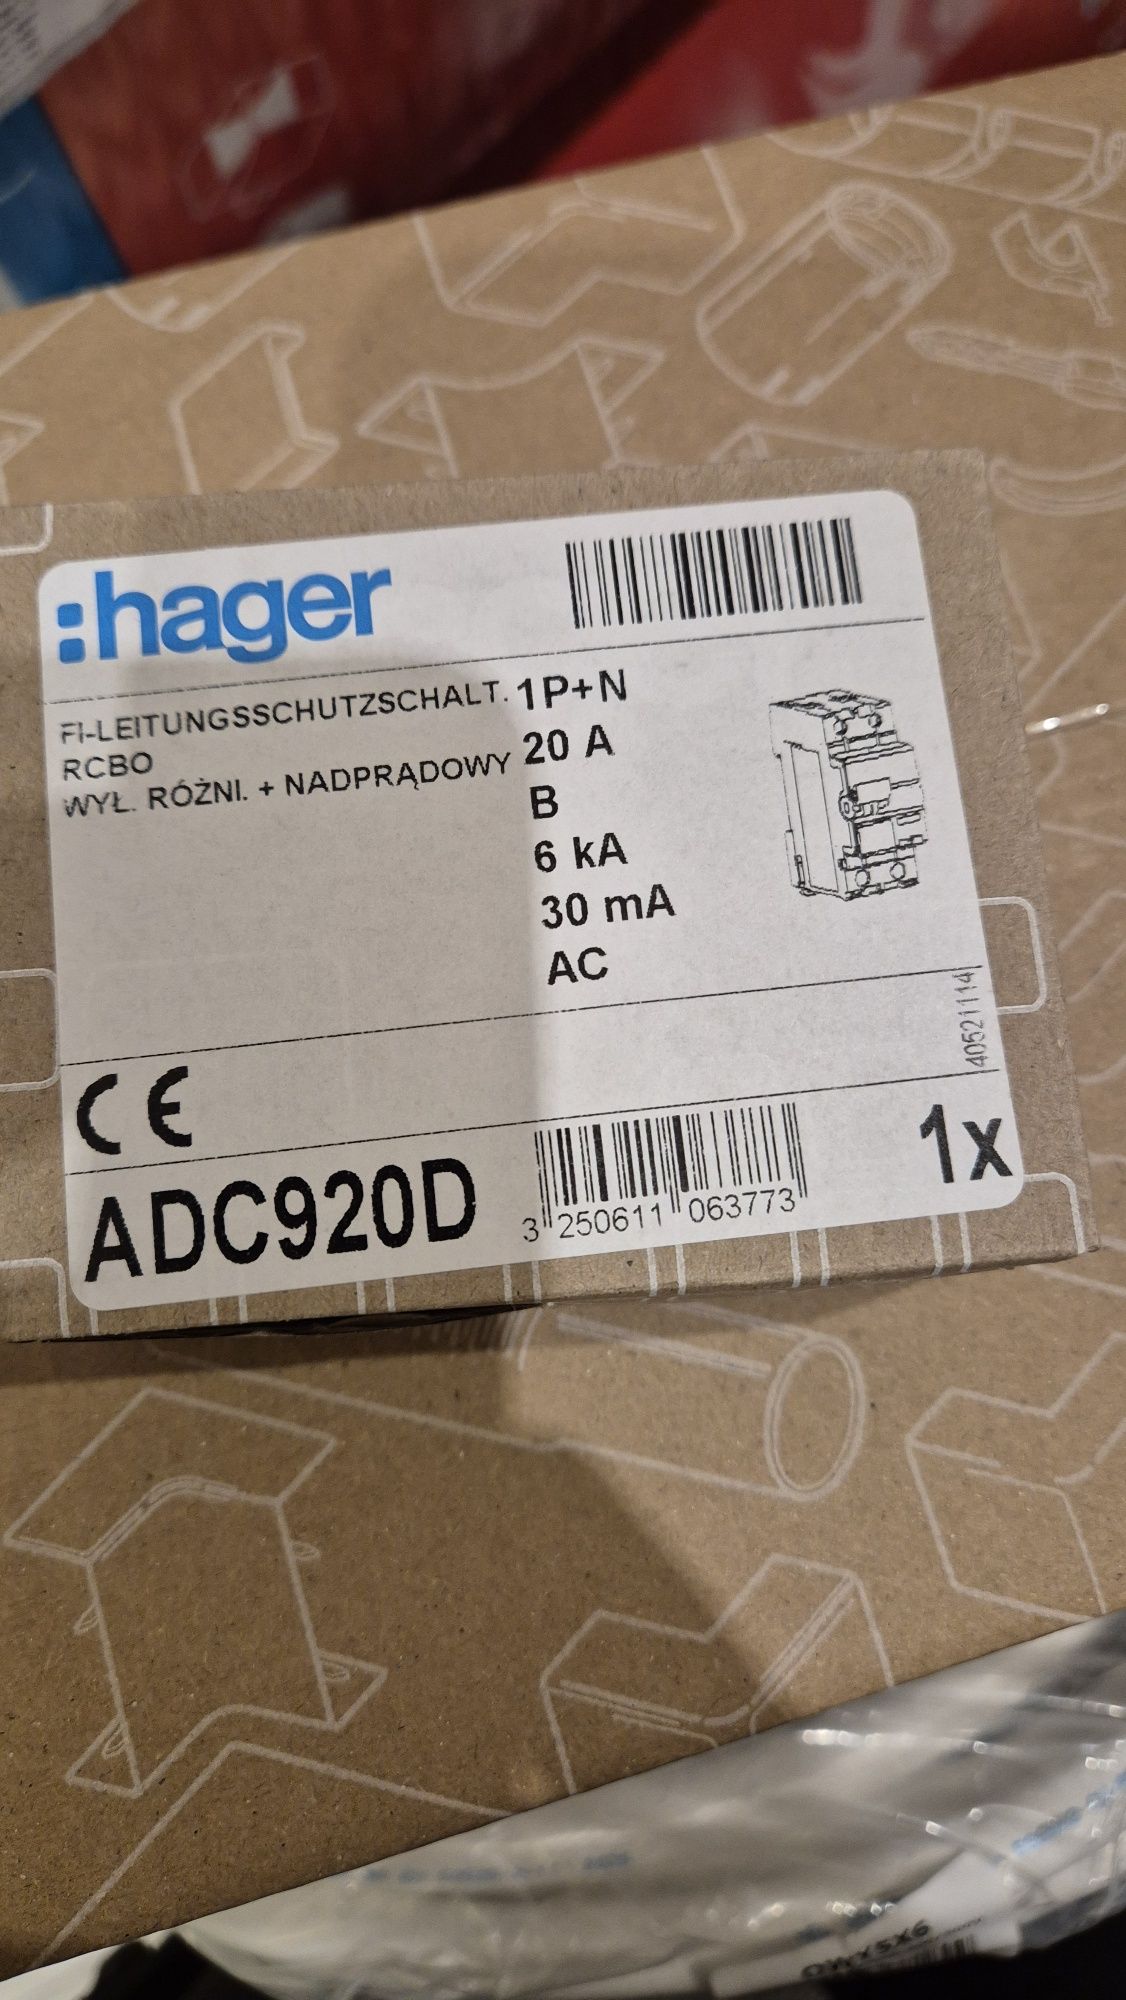 hager
FI-LEITUNGSSCHUTZSCHALT. 1P+N
RCBO 20 A
WYŁ. RÓŻNI. + NADPRĄDOWY
B
6 kA
30 mA
AC
40521114
CE
ADC920D
3 250611 063773
1x